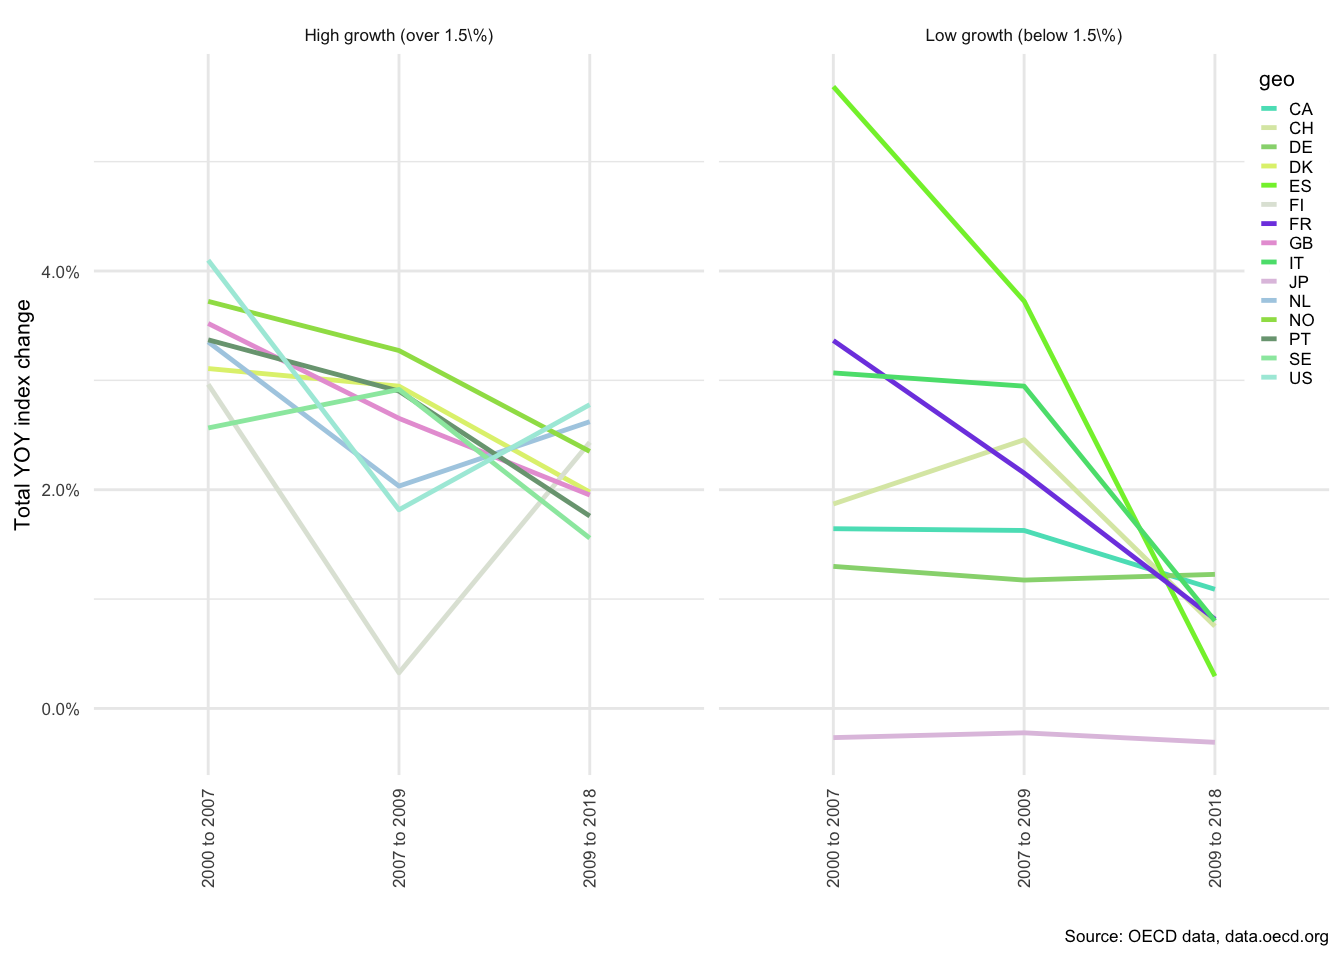 High growth (over 1.5\%)
Low growth (below 1.5\%)
Total YOY index change
4.0%
2.0%
0.0%
2000 to 2007
2007 to 2009
2009 to 2018
2000 to 2007
2007 to 2009
2009 to 2018
geo
CA
CH
DE
DK
ES
FI
FR
GB
IT
JP
NL
NO
PT
SE
US
Source: OECD data, data.oecd.org